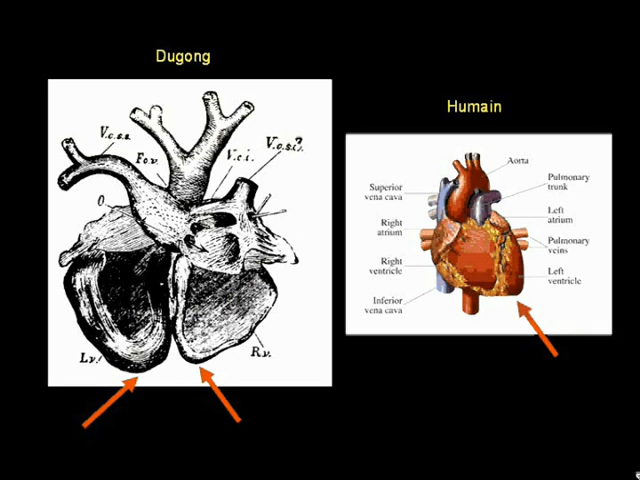 Dugong
Humain
V.c.s.s.
Fo.v.
V.c.i.
V.c.s.d.?
O.
L.v.
R.v.
Aorta
Pulmonary
trunk
Superior
vena cava
Left
atrium
Right
atrium
Pulmonary
veins
Right
ventricle
Left
ventricle
Inferior
vena cava